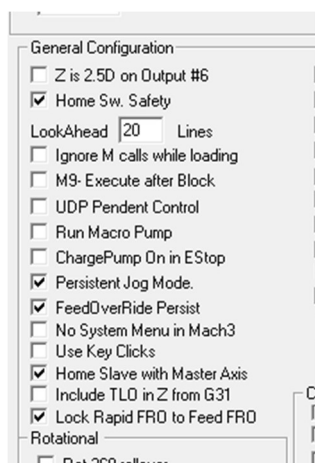 General Configuration
Z is 2.5D on Output #6
Home Sw. Safety
LookAhead 20 Lines
Ignore M calls while loading
M9- Execute after Block
UDP Pendent Control
Run Macro Pump
ChargePump On in EStop
Persistent Jog Mode.
FeedOverRide Persist
No System Menu in Mach3
Use Key Clicks
Home Slave with Master Axis
Include TLO in Z from G31
Lock Rapid FRO to Feed FRO
Rotational